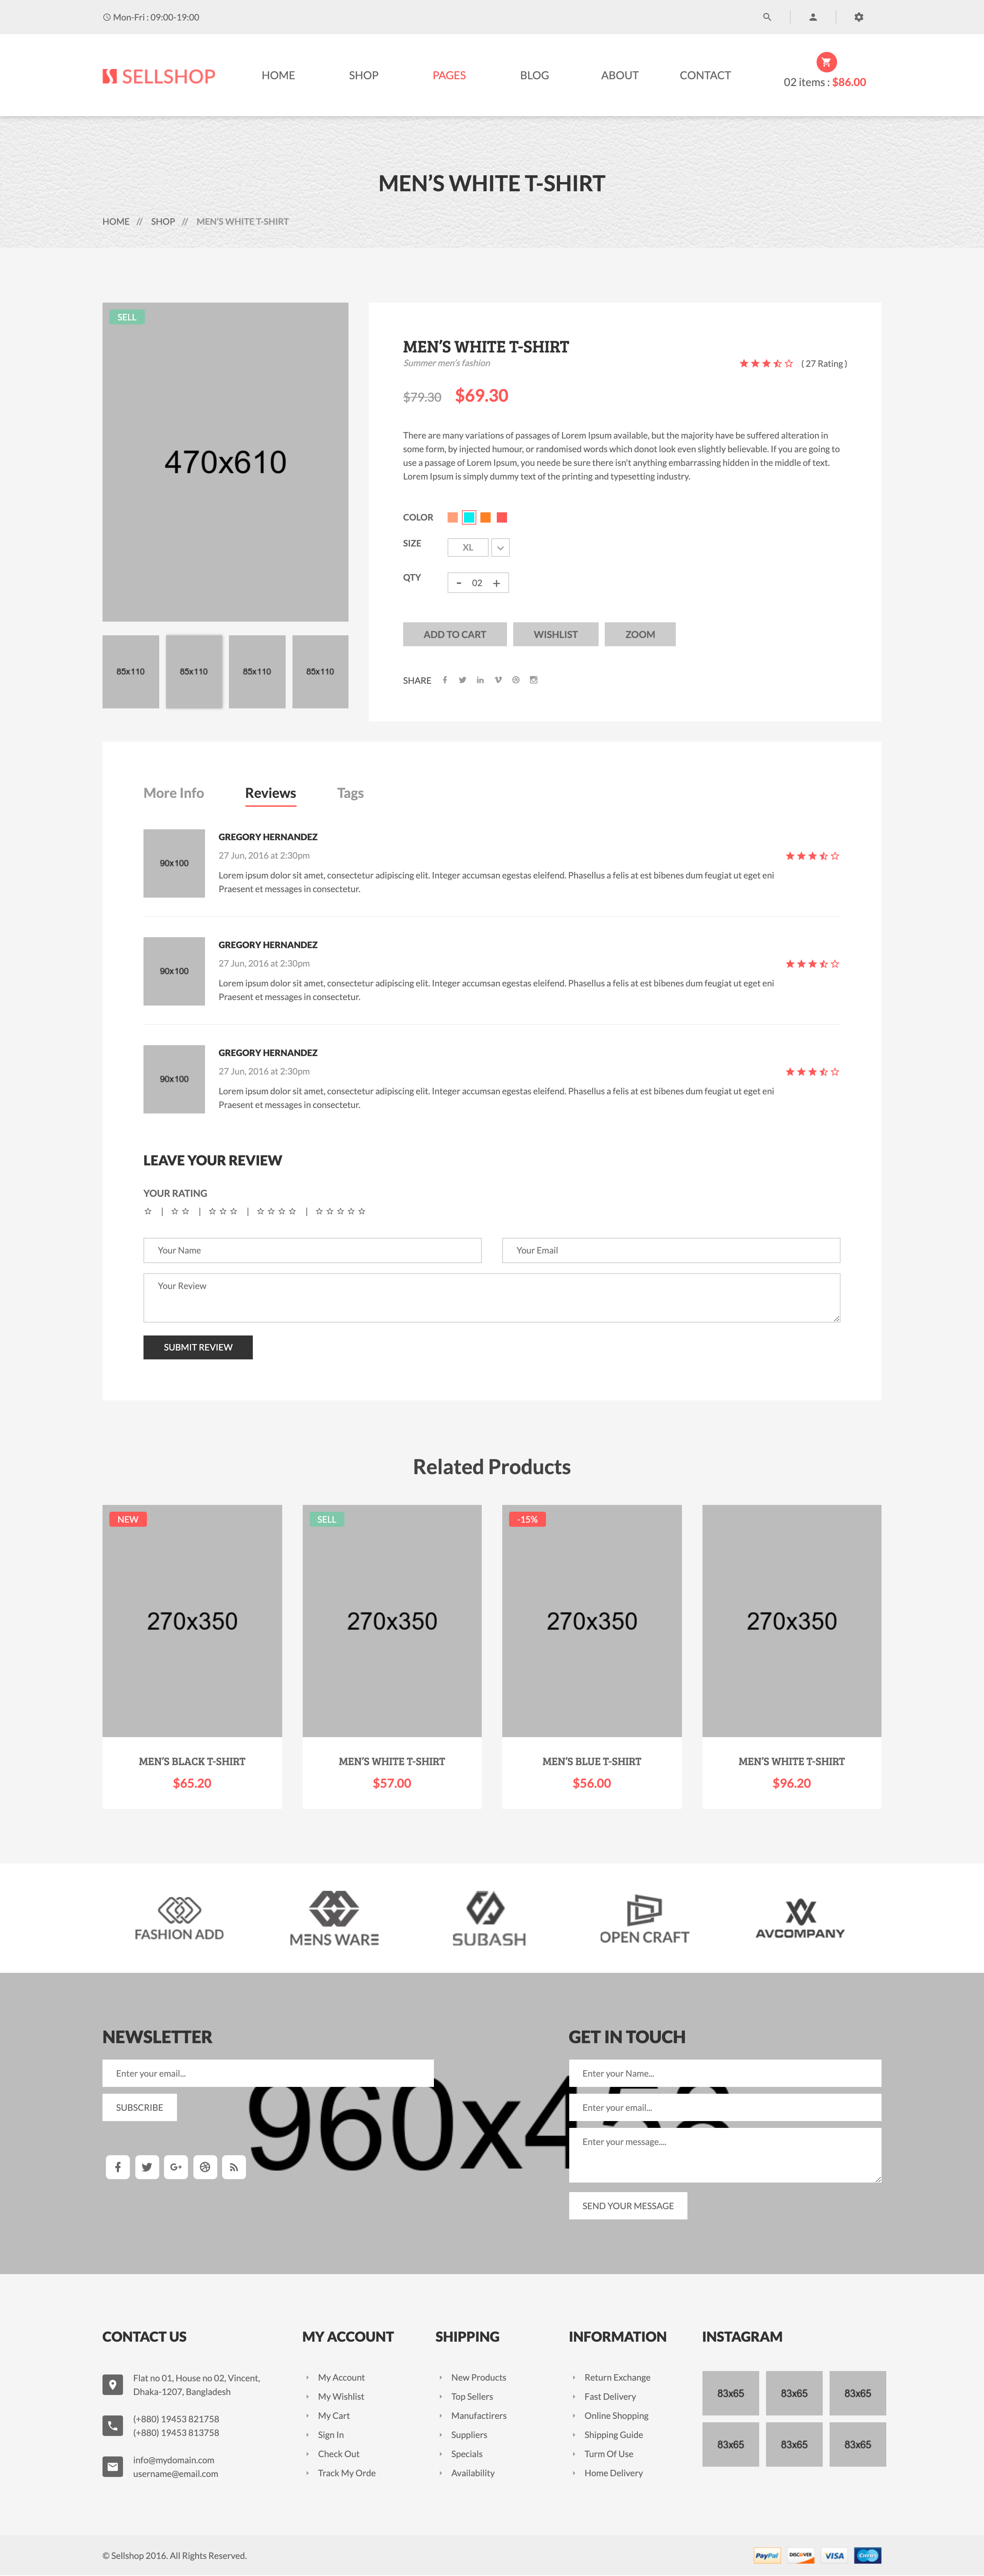 Mon-Fri : 09:00-19:00
SELLSHOP
HOME
SHOP
PAGES
BLOG
ABOUT
CONTACT
02 items : $86.00
MEN'S WHITE T-SHIRT
HOME // SHOP // MEN'S WHITE T-SHIRT
SELL
470x610
85x110
85x110
85x110
85x110
MEN'S WHITE T-SHIRT
Summer men's fashion
( 27 Rating )
$79.30 $69.30
There are many variations of passages of Lorem Ipsum available, but the majority have be suffered alteration in
some form, by injected humour, or randomised words which donot look even slightly believable. If you are going to
use a passage of Lorem Ipsum, you neede be sure there isn't anything embarrassing hidden in the middle of text.
Lorem Ipsum is simply dummy text of the printing and typesetting industry.
COLOR
SIZE
XL
QTY
- 02 +
ADD TO CART
WISHLIST
ZOOM
SHARE
More Info
Reviews
Tags
90x100
GREGORY HERNANDEZ
27 Jun, 2016 at 2:30pm
Lorem ipsum dolor sit amet, consectetur adipiscing elit. Integer accumsan egestas eleifend. Phasellus a felis at est bibenes dum feugiat ut eget eni
Praesent et messages in consectetur.
90x100
GREGORY HERNANDEZ
27 Jun, 2016 at 2:30pm
Lorem ipsum dolor sit amet, consectetur adipiscing elit. Integer accumsan egestas eleifend. Phasellus a felis at est bibenes dum feugiat ut eget eni
Praesent et messages in consectetur.
90x100
GREGORY HERNANDEZ
27 Jun, 2016 at 2:30pm
Lorem ipsum dolor sit amet, consectetur adipiscing elit. Integer accumsan egestas eleifend. Phasellus a felis at est bibenes dum feugiat ut eget eni
Praesent et messages in consectetur.
LEAVE YOUR REVIEW
YOUR RATING
Your Name
Your Email
Your Review
SUBMIT REVIEW
Related Products
NEW
270x350
MEN'S BLACK T-SHIRT
$65.20
SELL
270x350
MEN'S WHITE T-SHIRT
$57.00
-15%
270x350
MEN'S BLUE T-SHIRT
$56.00
270x350
MEN'S WHITE T-SHIRT
$96.20
FASHION ADD
MENS WARE
SUBASH
OPEN CRAFT
AVCOMPANY
NEWSLETTER
Enter your email...
SUBSCRIBE
GET IN TOUCH
Enter your Name...
Enter your email...
Enter your message....
SEND YOUR MESSAGE
CONTACT US
Flat no 01, House no 02, Vincent,
Dhaka-1207, Bangladesh
(+880) 19453 821758
(+880) 19453 813758
info@mydomain.com
username@email.com
MY ACCOUNT
My Account
My Wishlist
My Cart
Sign In
Check Out
Track My Orde
SHIPPING
New Products
Top Sellers
Manufactirers
Suppliers
Specials
Availability
INFORMATION
Return Exchange
Fast Delivery
Online Shopping
Shipping Guide
Turm Of Use
Home Delivery
INSTAGRAM
83x65
83x65
83x65
83x65
83x65
83x65
© Sellshop 2016. All Rights Reserved.
PayPal
DISCOVER
VISA
Cirrus